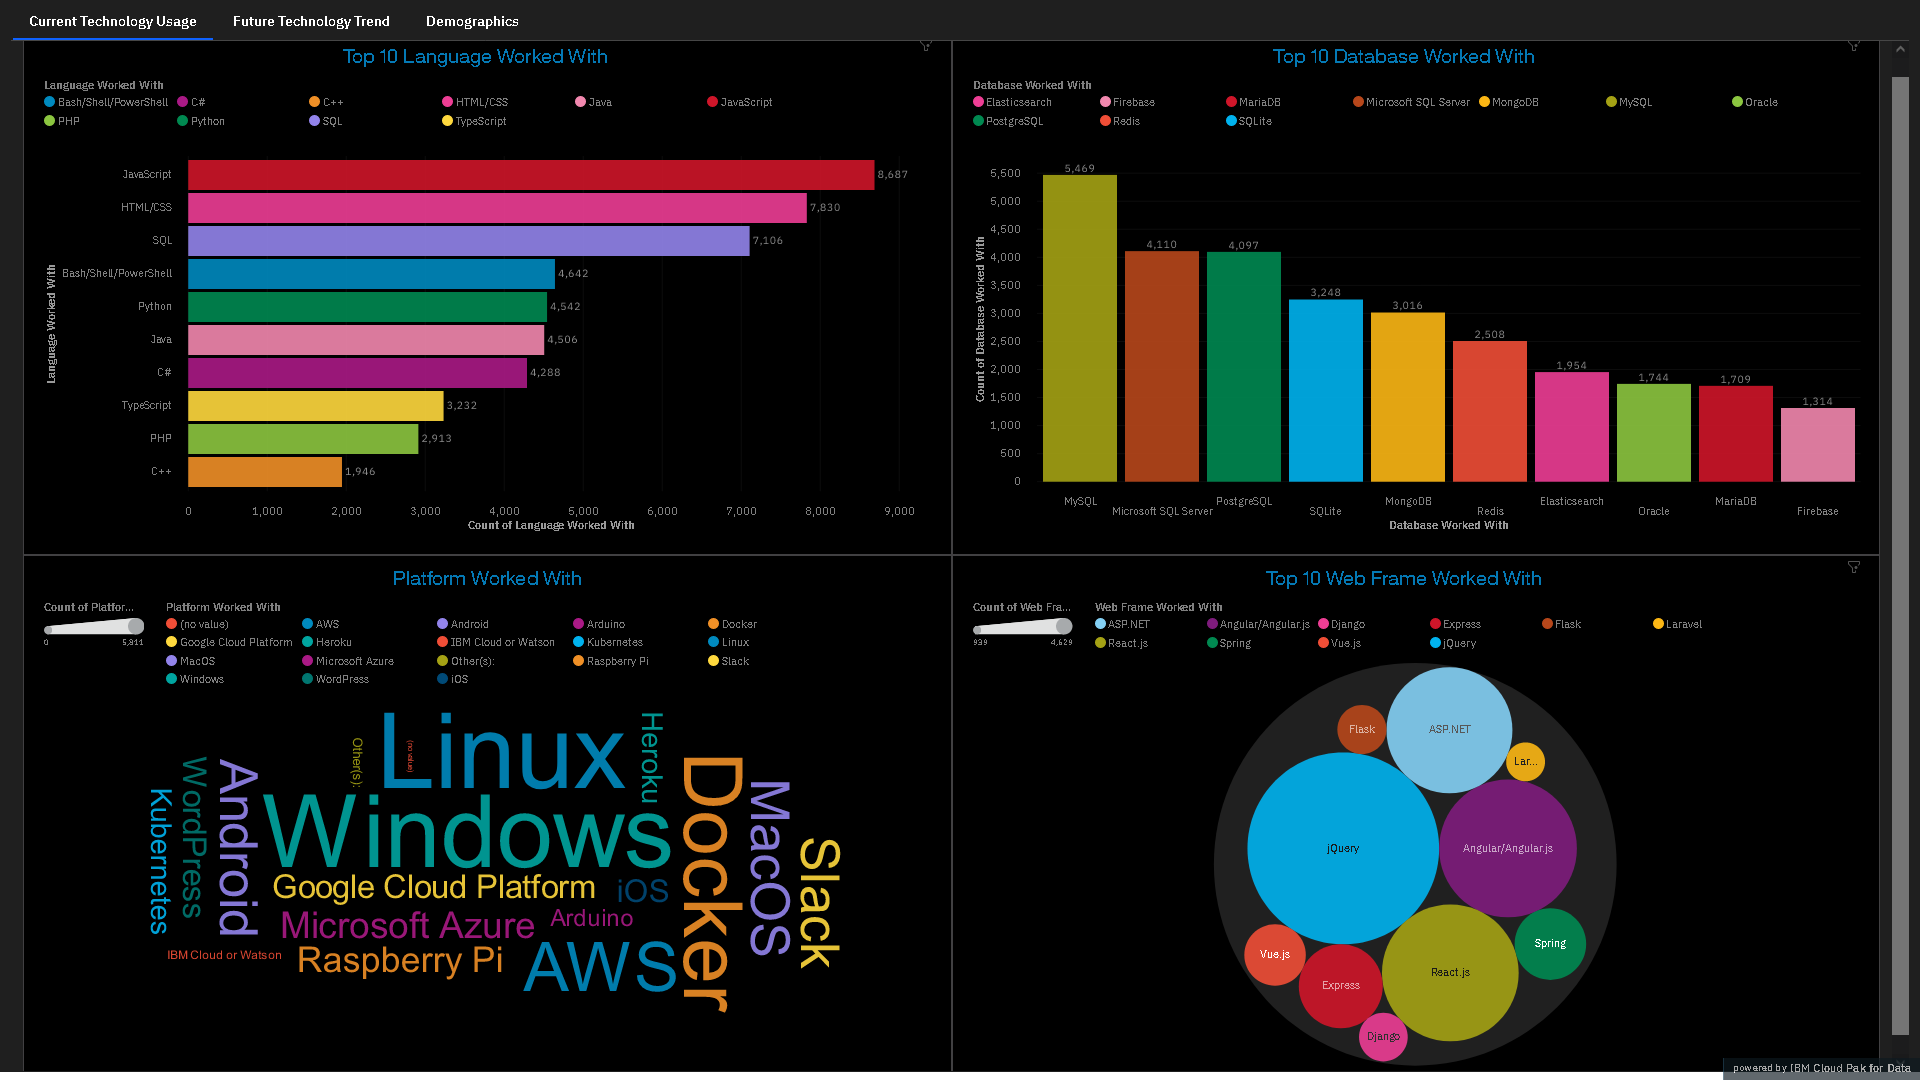 Current Technology Usage Future Technology Trend Demographics
Top 10 Language Worked With
Language Worked With
Bash/Shell/PowerShell C# C++ HTML/CSS Java JavaScript
PHP Python SQL TypeScript
Language Worked With
JavaScript 8,687
HTML/CSS 7,830
SQL 7,106
Bash/Shell/PowerShell 4,642
Python 4,542
Java 4,506
C# 4,288
TypeScript 3,232
PHP 2,913
C++ 1,946
0 1,000 2,000 3,000 4,000 5,000 6,000 7,000 8,000 9,000
Count of Language Worked With
Top 10 Database Worked With
Database Worked With
Elasticsearch Firebase MariaDB Microsoft SQL Server MongoDB MySQL Oracle
PostgreSQL Redis SQLite
Count of Database Worked With
5,500
5,000
4,500
4,000
3,500
3,000
2,500
2,000
1,500
1,000
500
0
5,469 4,110 4,097 3,248 3,016 2,508 1,954 1,744 1,709 1,314
MySQL Microsoft SQL Server PostgreSQL SQLite MongoDB Redis Elasticsearch Oracle MariaDB Firebase
Database Worked With
Platform Worked With
Count of Platfor... Platform Worked With
0 5,811
(no value) AWS Android Arduino Docker
Google Cloud Platform Heroku IBM Cloud or Watson Kubernetes Linux
MacOS Microsoft Azure Other(s): Raspberry Pi Slack
Windows WordPress iOS
Linux
Heroku
Other(s):
(no value)
Docker
WordPress
Android
MacOS
Kubernetes
Windows
Slack
Google Cloud Platform
iOS
Microsoft Azure
Arduino
IBM Cloud or Watson
Raspberry Pi
AWS
Top 10 Web Frame Worked With
Count of Web Fra... Web Frame Worked With
939 4,629
ASP.NET Angular/Angular.js Django Express Flask Laravel
React.js Spring Vue.js jQuery
Flask
ASP.NET
Lar...
jQuery
Angular/Angular.js
Spring
Vue.js
React.js
Express
Django
powered by IBM Cloud Pak for Data